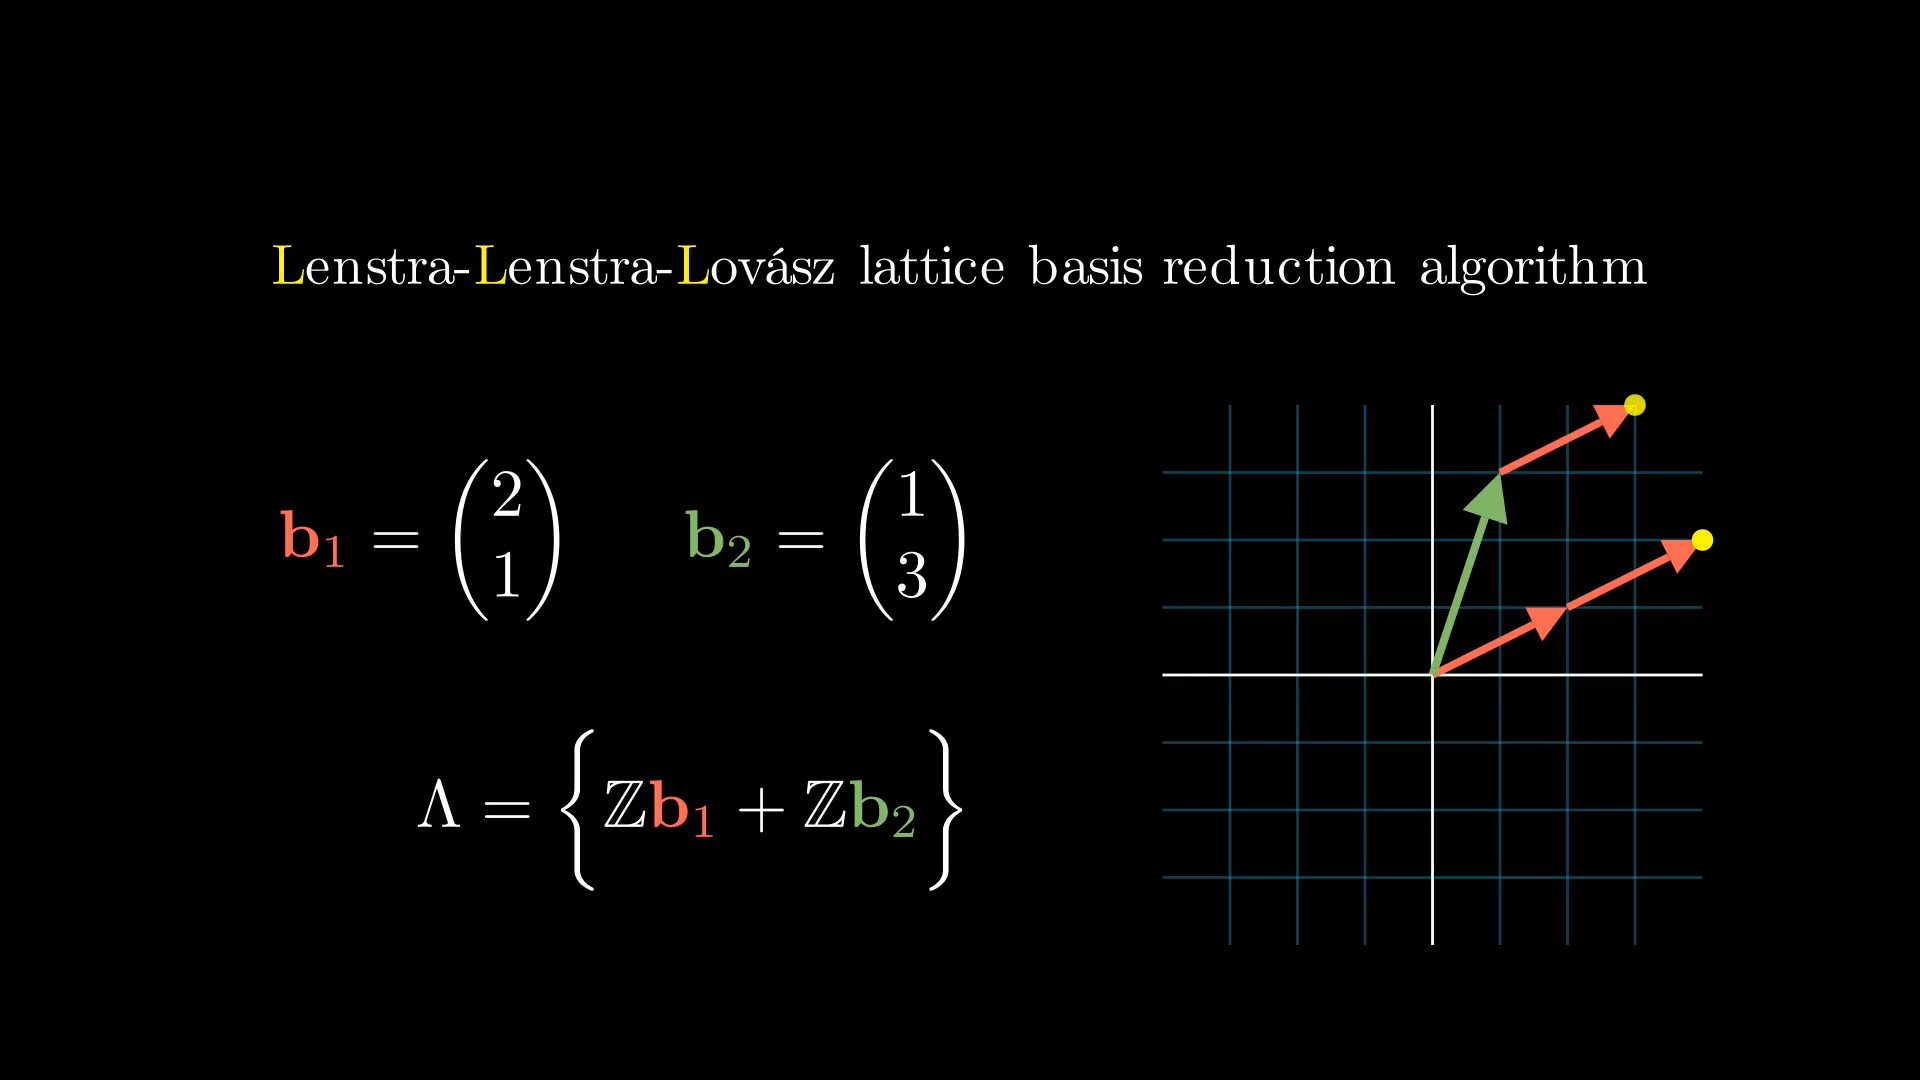 Lenstra-Lenstra-Lovász lattice basis reduction algorithm
b₁ = (2 1) b₂ = (1 3)
Λ = {ℤb₁ + ℤb₂}